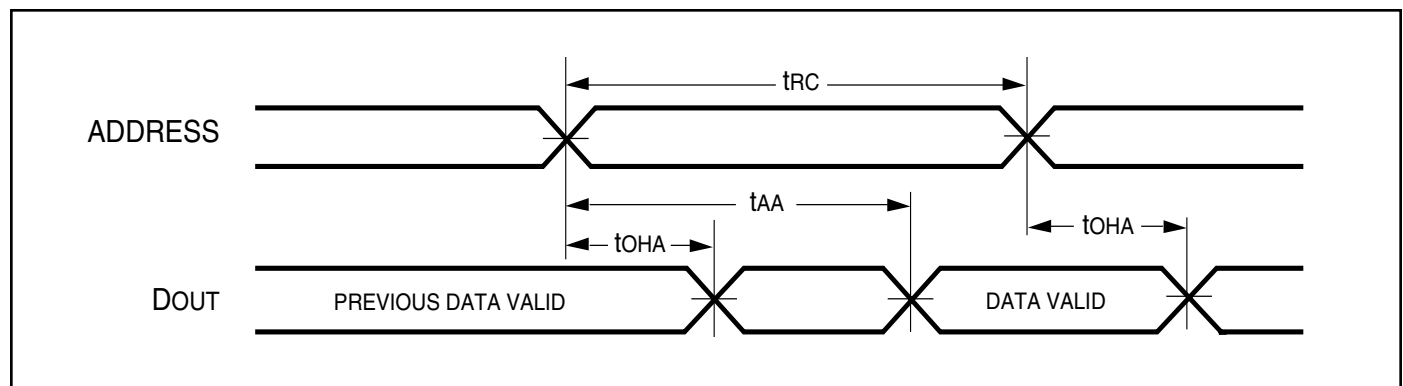 tRC
ADDRESS
tAA
tOHA
tOHA
DOUT
PREVIOUS DATA VALID
DATA VALID